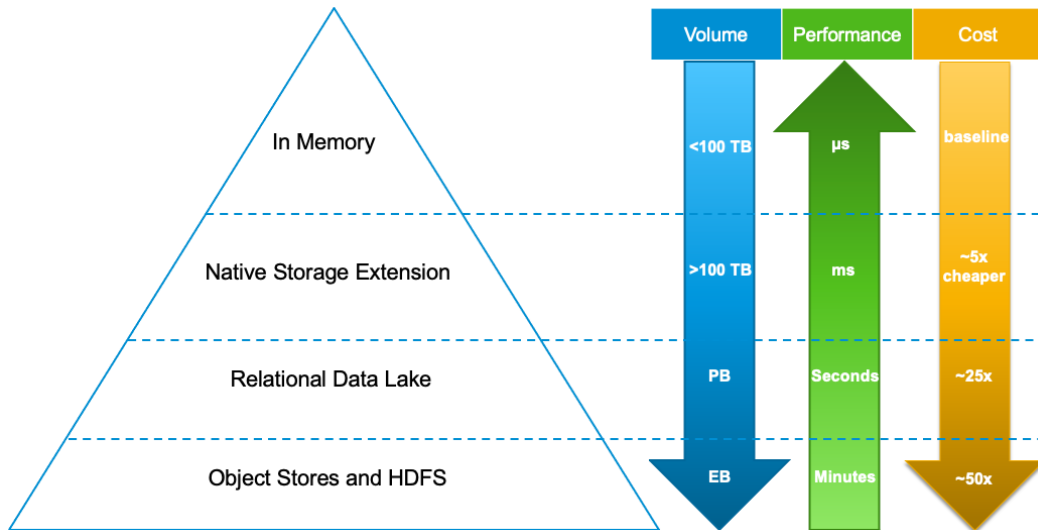 Volume
Performance
Cost
In Memory
<100 TB
µs
baseline
Native Storage Extension
>100 TB
ms
~5x
cheaper
Relational Data Lake
PB
Seconds
~25x
Object Stores and HDFS
EB
Minutes
~50x